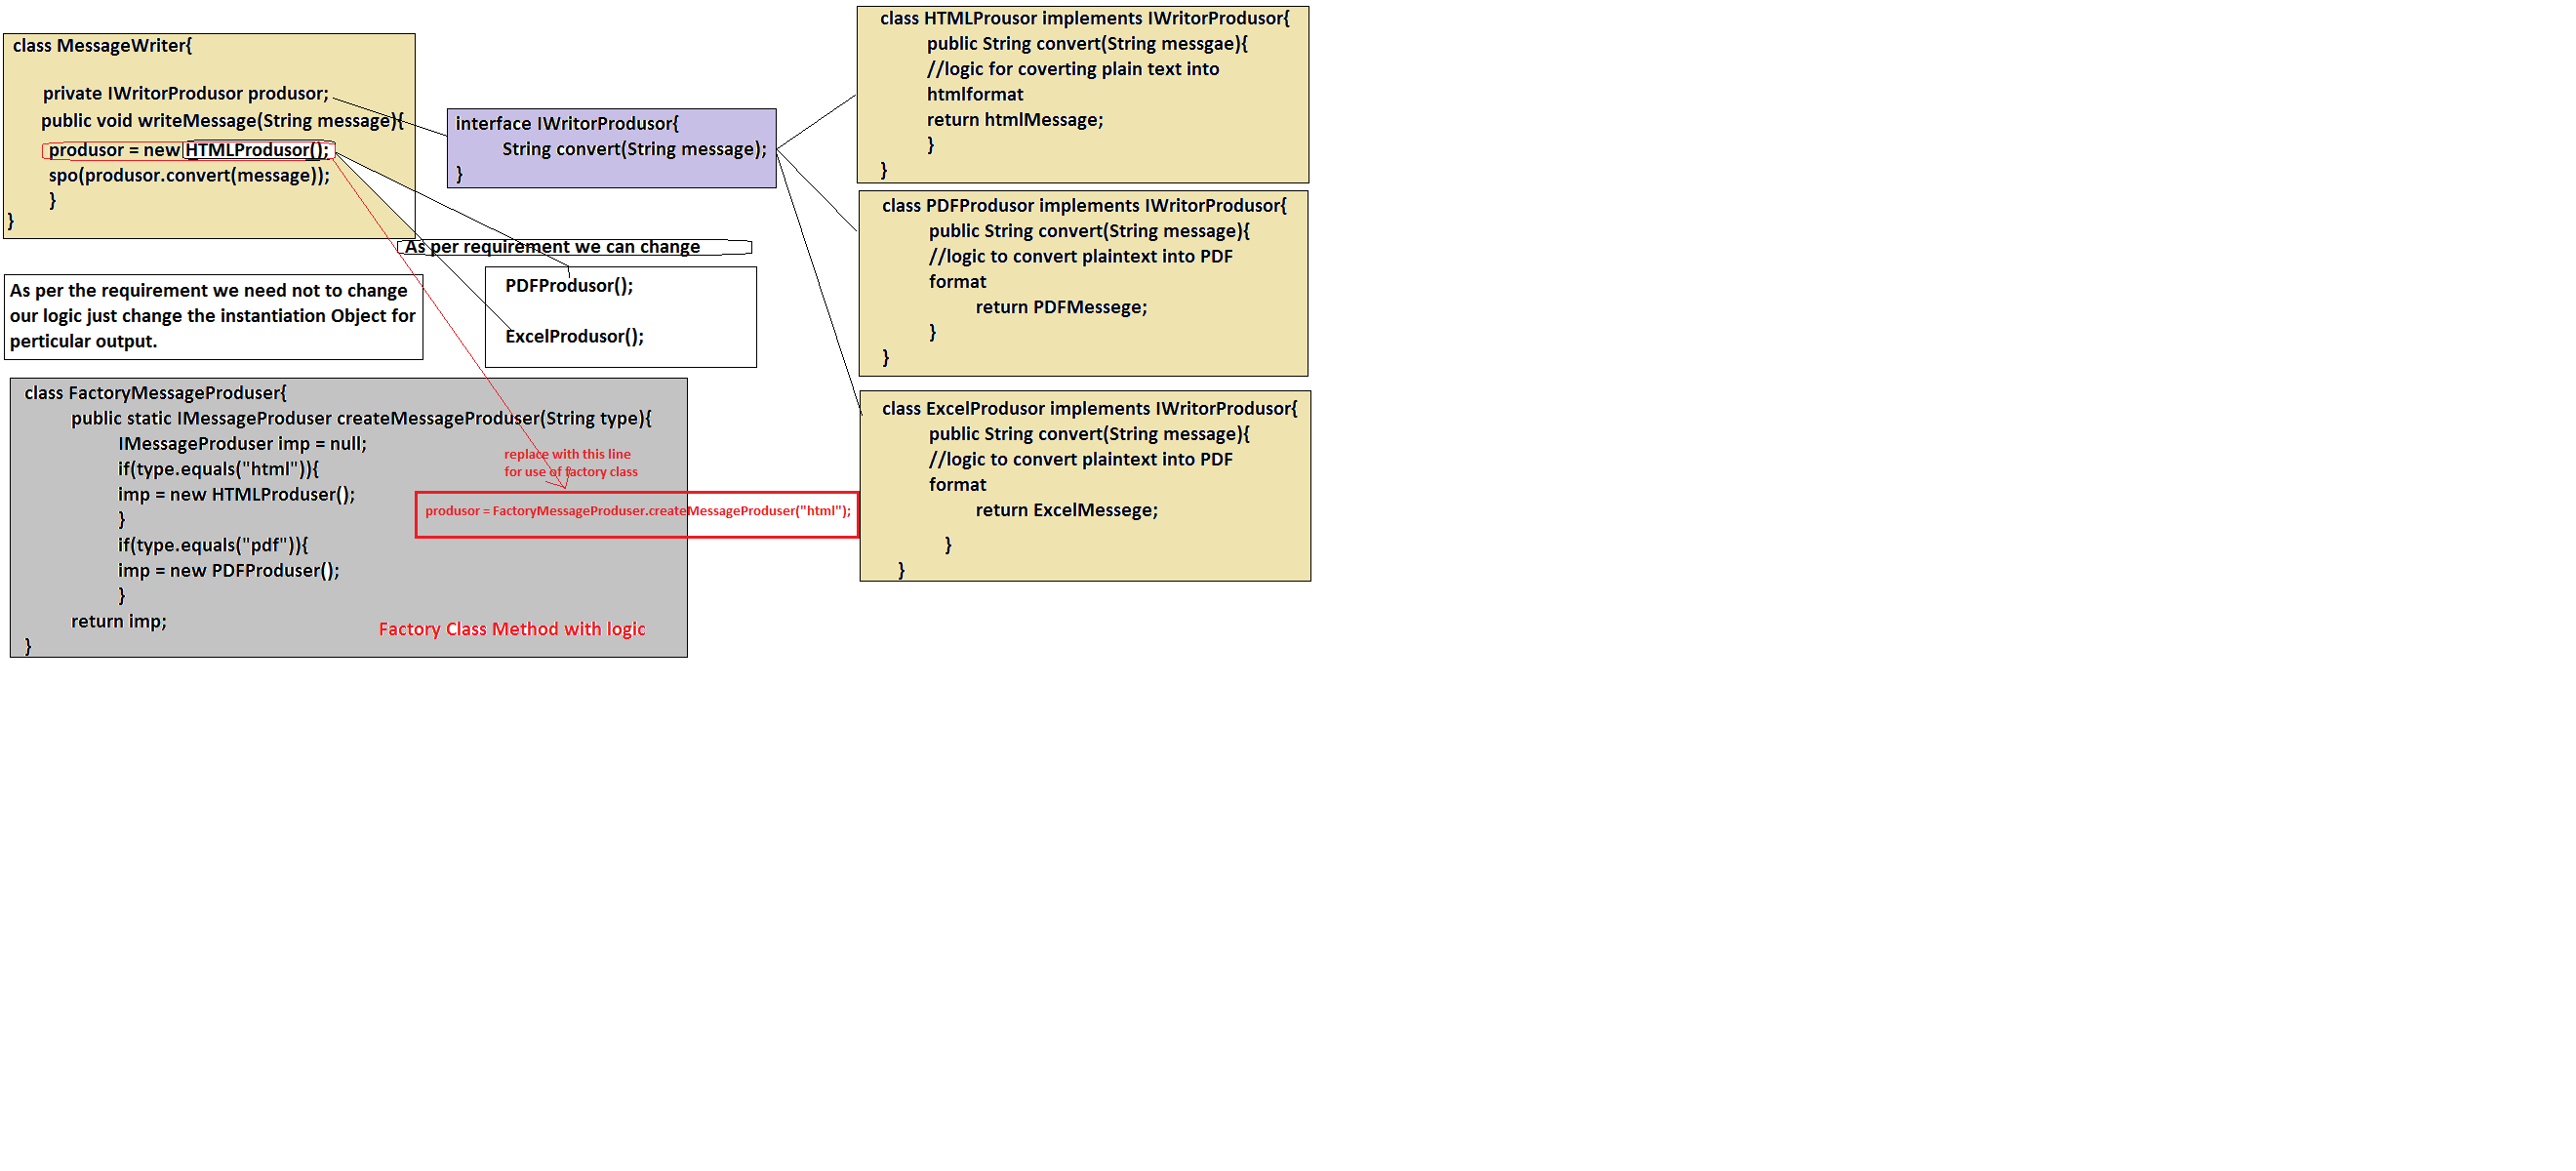 class MessageWriter{
private IWritorProdusor produsor;
public void writeMessage(String message){
produsor = new HTMLProdusor();
spo(produsor.convert(message));
}
}
interface IWritorProdusor{
String convert(String message);
}
class HTMLProusor implements IWritorProdusor{
public String convert(String messgae){
//logic for coverting plain text into
htmlformat
return htmlMessage;
}
}
class PDFProdusor implements IWritorProdusor{
public String convert(String message){
//logic to convert plaintext into PDF
format
return PDFMessege;
}
}
class ExcelProdusor implements IWritorProdusor{
public String convert(String message){
//logic to convert plaintext into PDF
format
return ExcelMessege;
}
}
As per requirement we can change
PDFProdusor();
ExcelProdusor();
As per the requirement we need not to change
our logic just change the instantiation Object for
perticular output.
class FactoryMessageProduser{
public static IMessageProduser createMessageProduser(String type){
IMessageProduser imp = null;
if(type.equals("html")){
imp = new HTMLProduser();
}
if(type.equals("pdf")){
imp = new PDFProduser();
}
return imp;
}
replace with this line
for use of factory class
produsor = FactoryMessageProduser.createMessageProduser("html");
Factory Class Method with logic